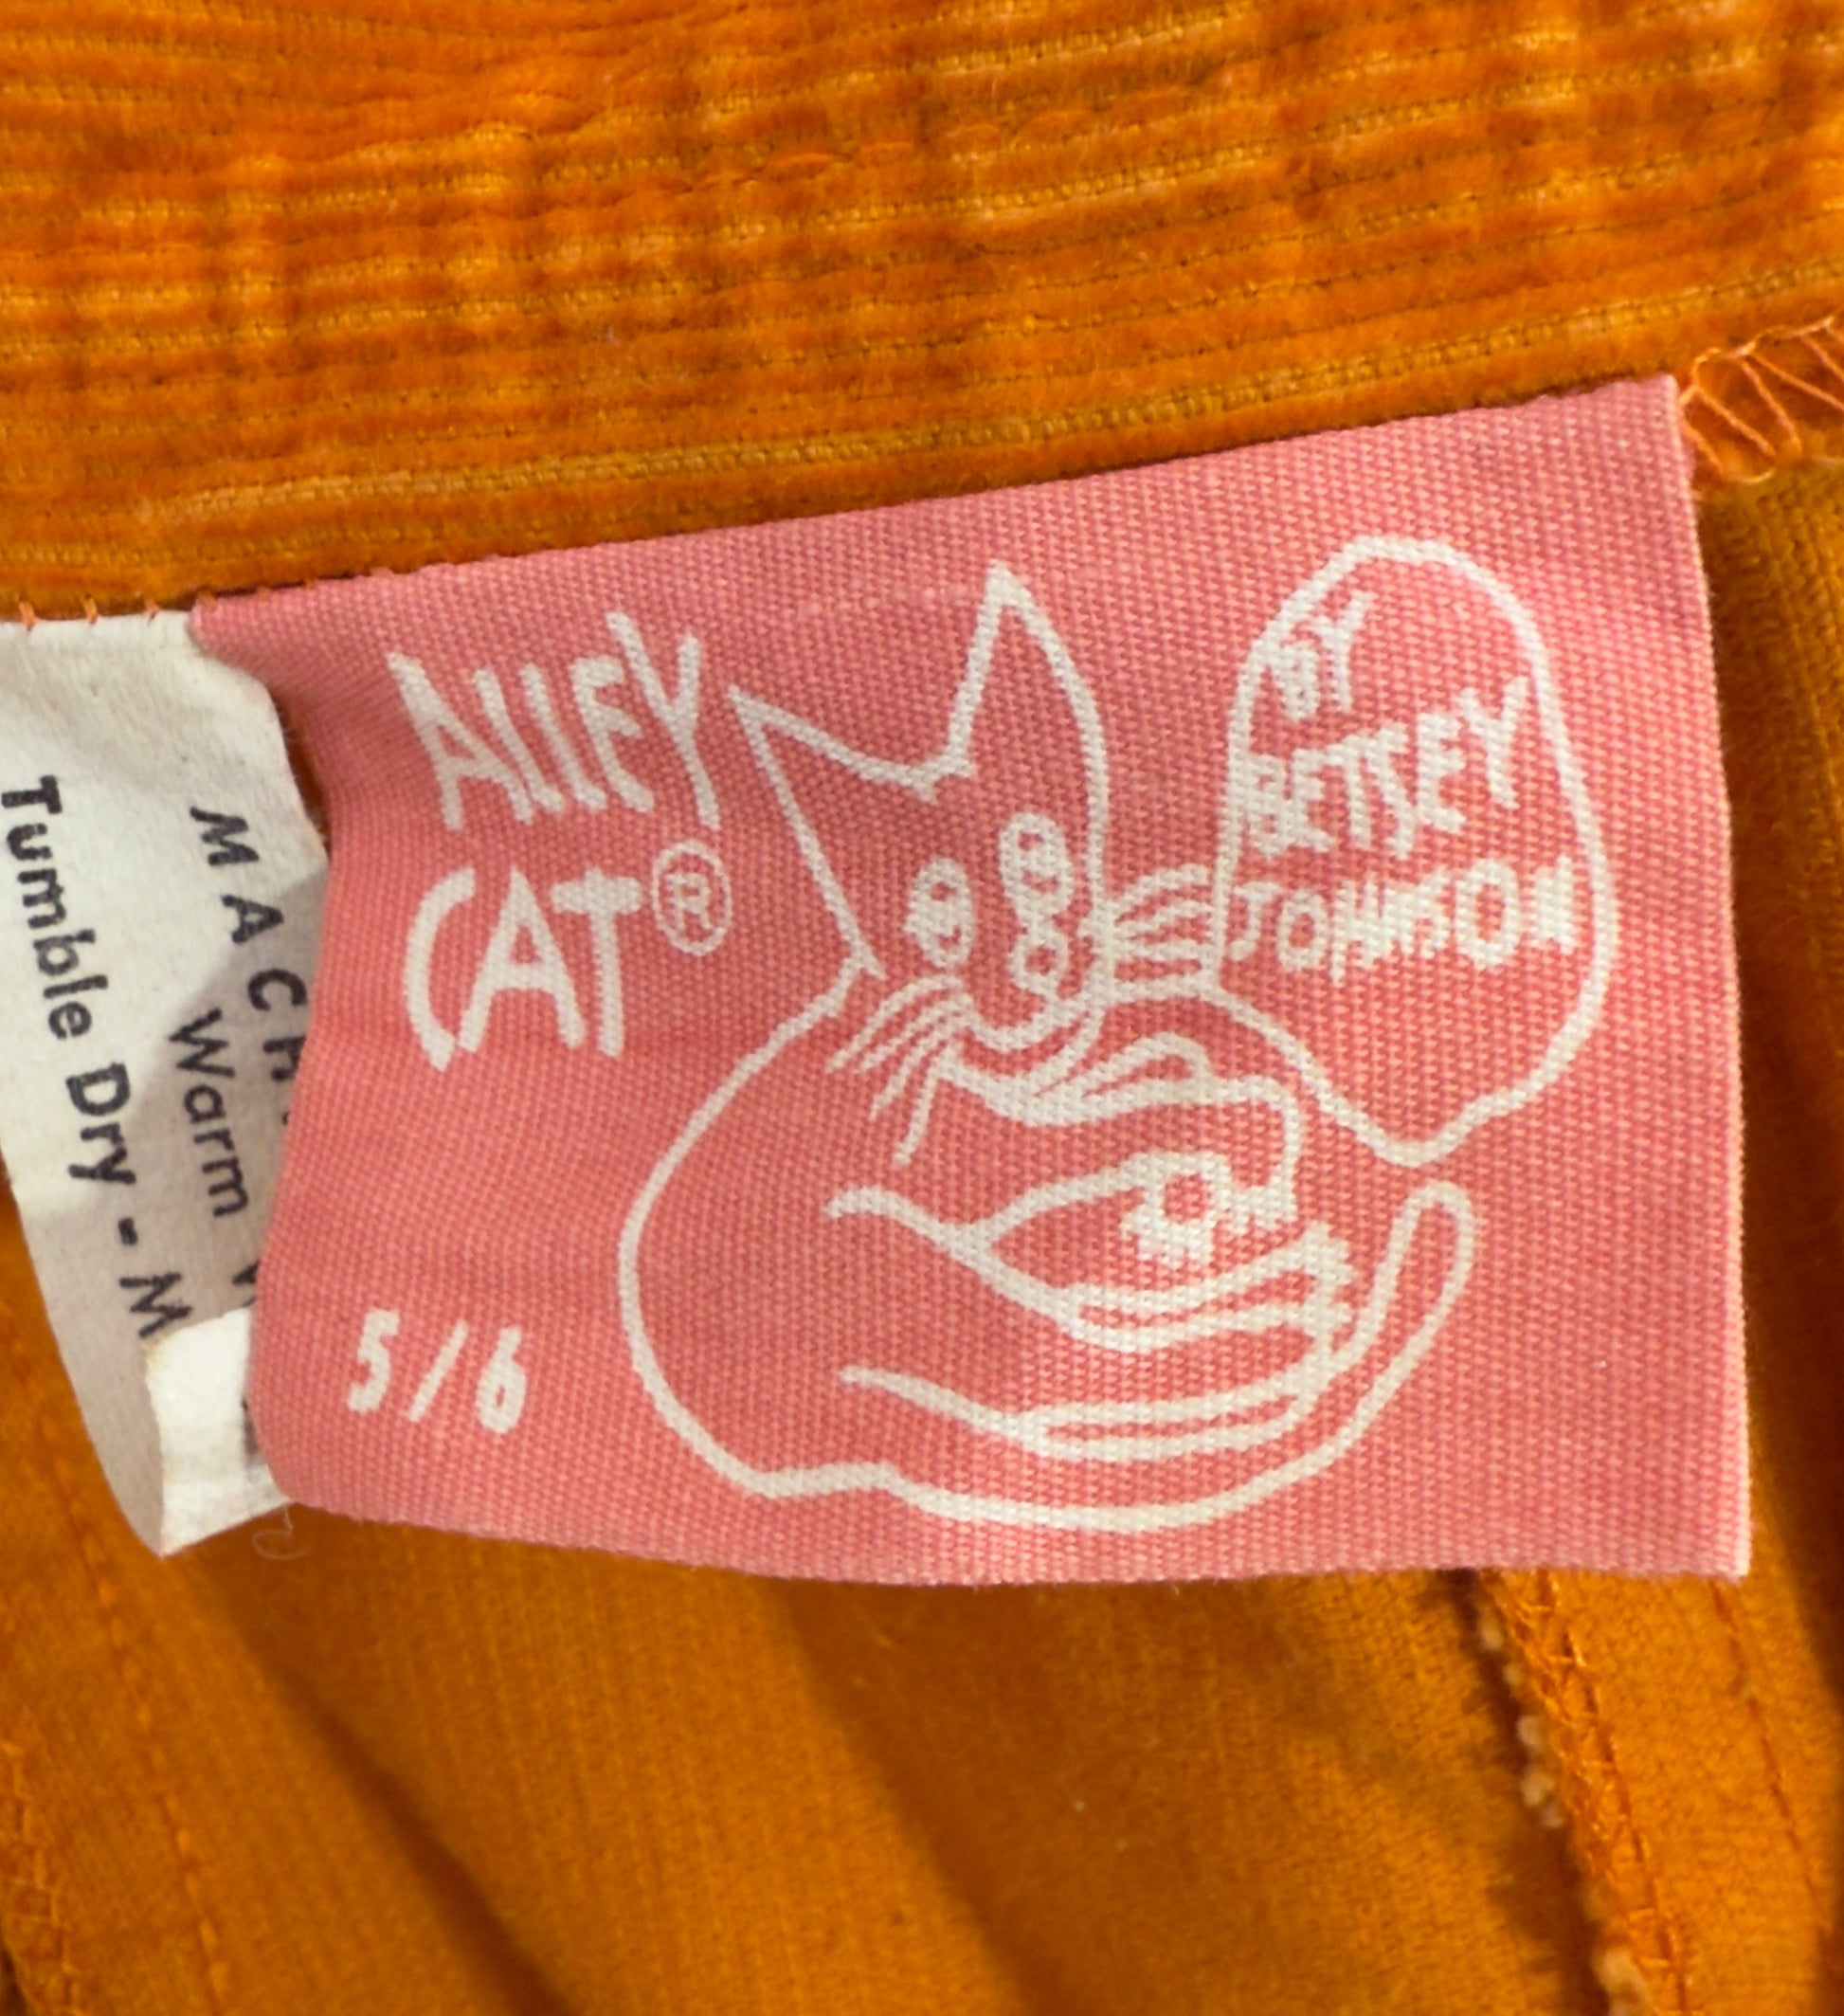 ALLEY
CAT®
BY
BETSEY
JOHNSON
5/6
MACH
Warm
Tumble Dry - M